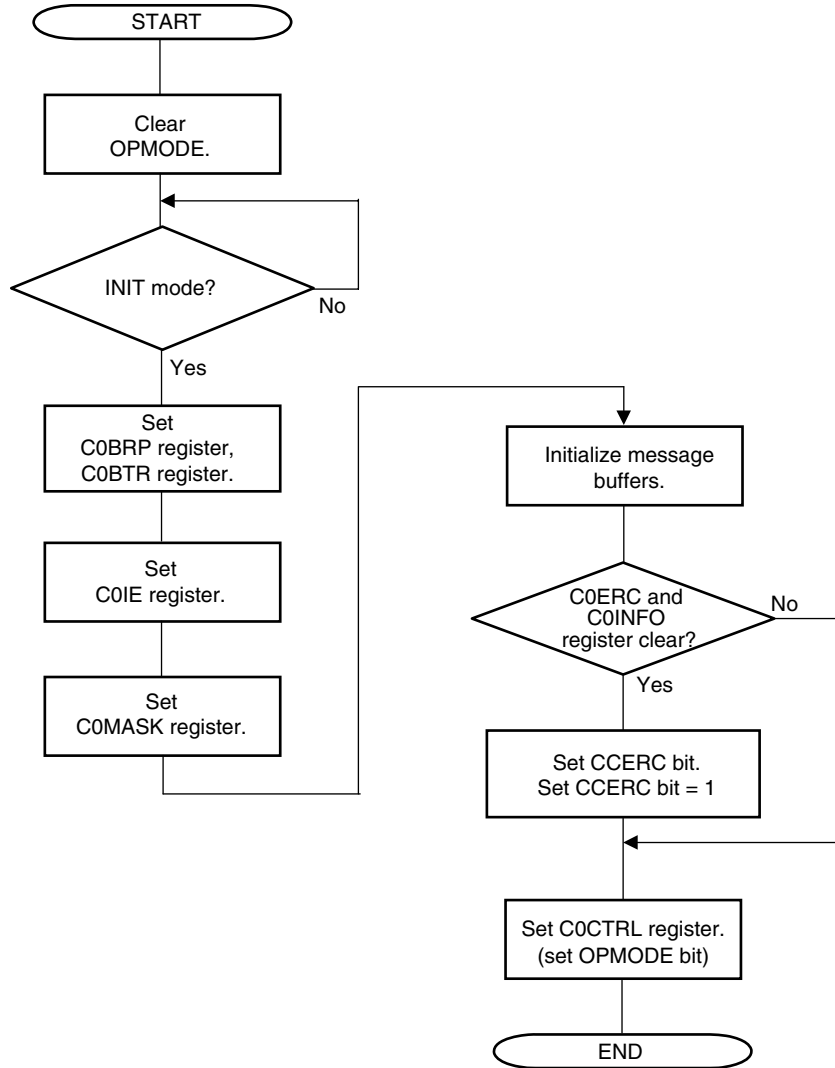 START
Clear
OPMODE.
INIT mode?
No
Yes
Set
C0BRP register,
C0BTR register.
Set
C0IE register.
Set
C0MASK register.
Initialize message
buffers.
C0ERC and
C0INFO
register clear?
No
Yes
Set CCERC bit.
Set CCERC bit = 1
Set C0CTRL register.
(set OPMODE bit)
END